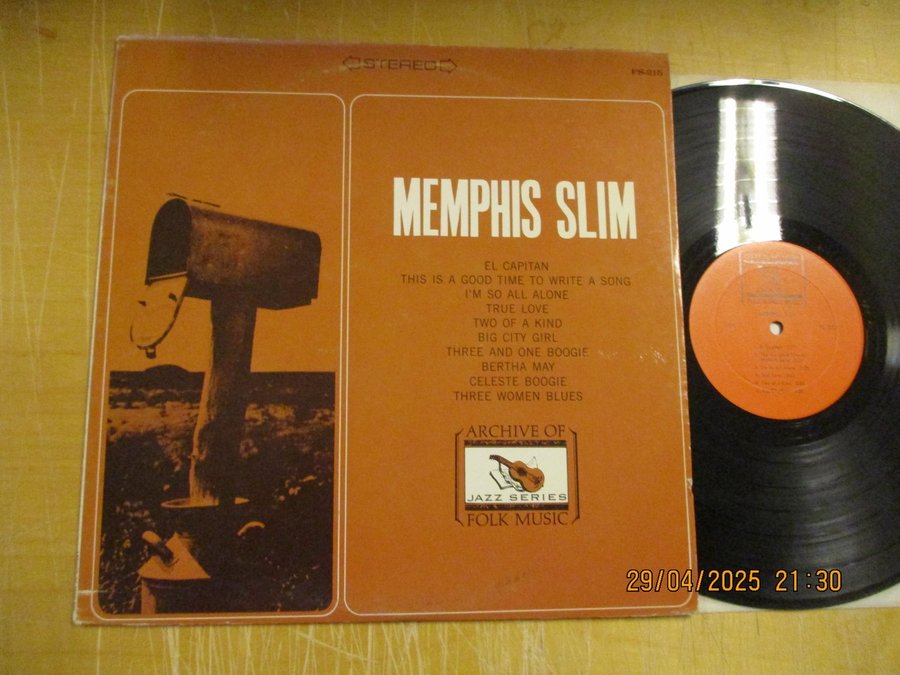 STEREO
FS-215
MEMPHIS SLIM
EL CAPITAN
THIS IS A GOOD TIME TO WRITE A SONG
I'M SO ALL ALONE
TRUE LOVE
TWO OF A KIND
BIG CITY GIRL
THREE AND ONE BOOGIE
BERTHA MAY
CELESTE BOOGIE
THREE WOMEN BLUES
ARCHIVE OF
JAZZ SERIES
FOLK MUSIC
29/04/2025 21:30